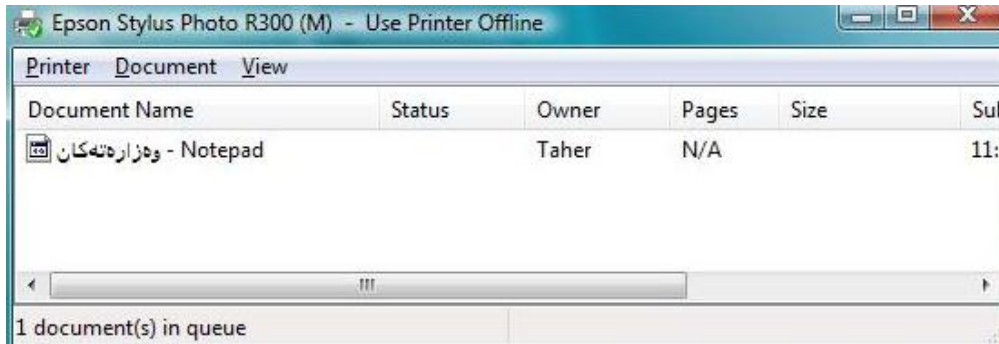 Epson Stylus Photo R300 (M) - Use Printer Offline
Printer Document View
Document Name Status Owner Pages Size Sul
وەزارەتەکان - Notepad Taher N/A 11:
1 document(s) in queue